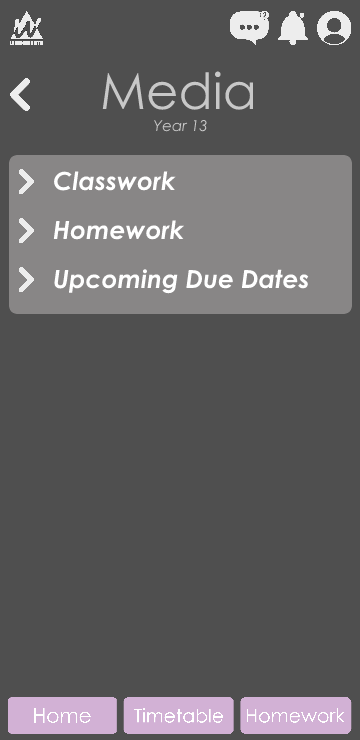 Media
Year 13
Classwork
Homework
Upcoming Due Dates
Home
Timetable
Homework